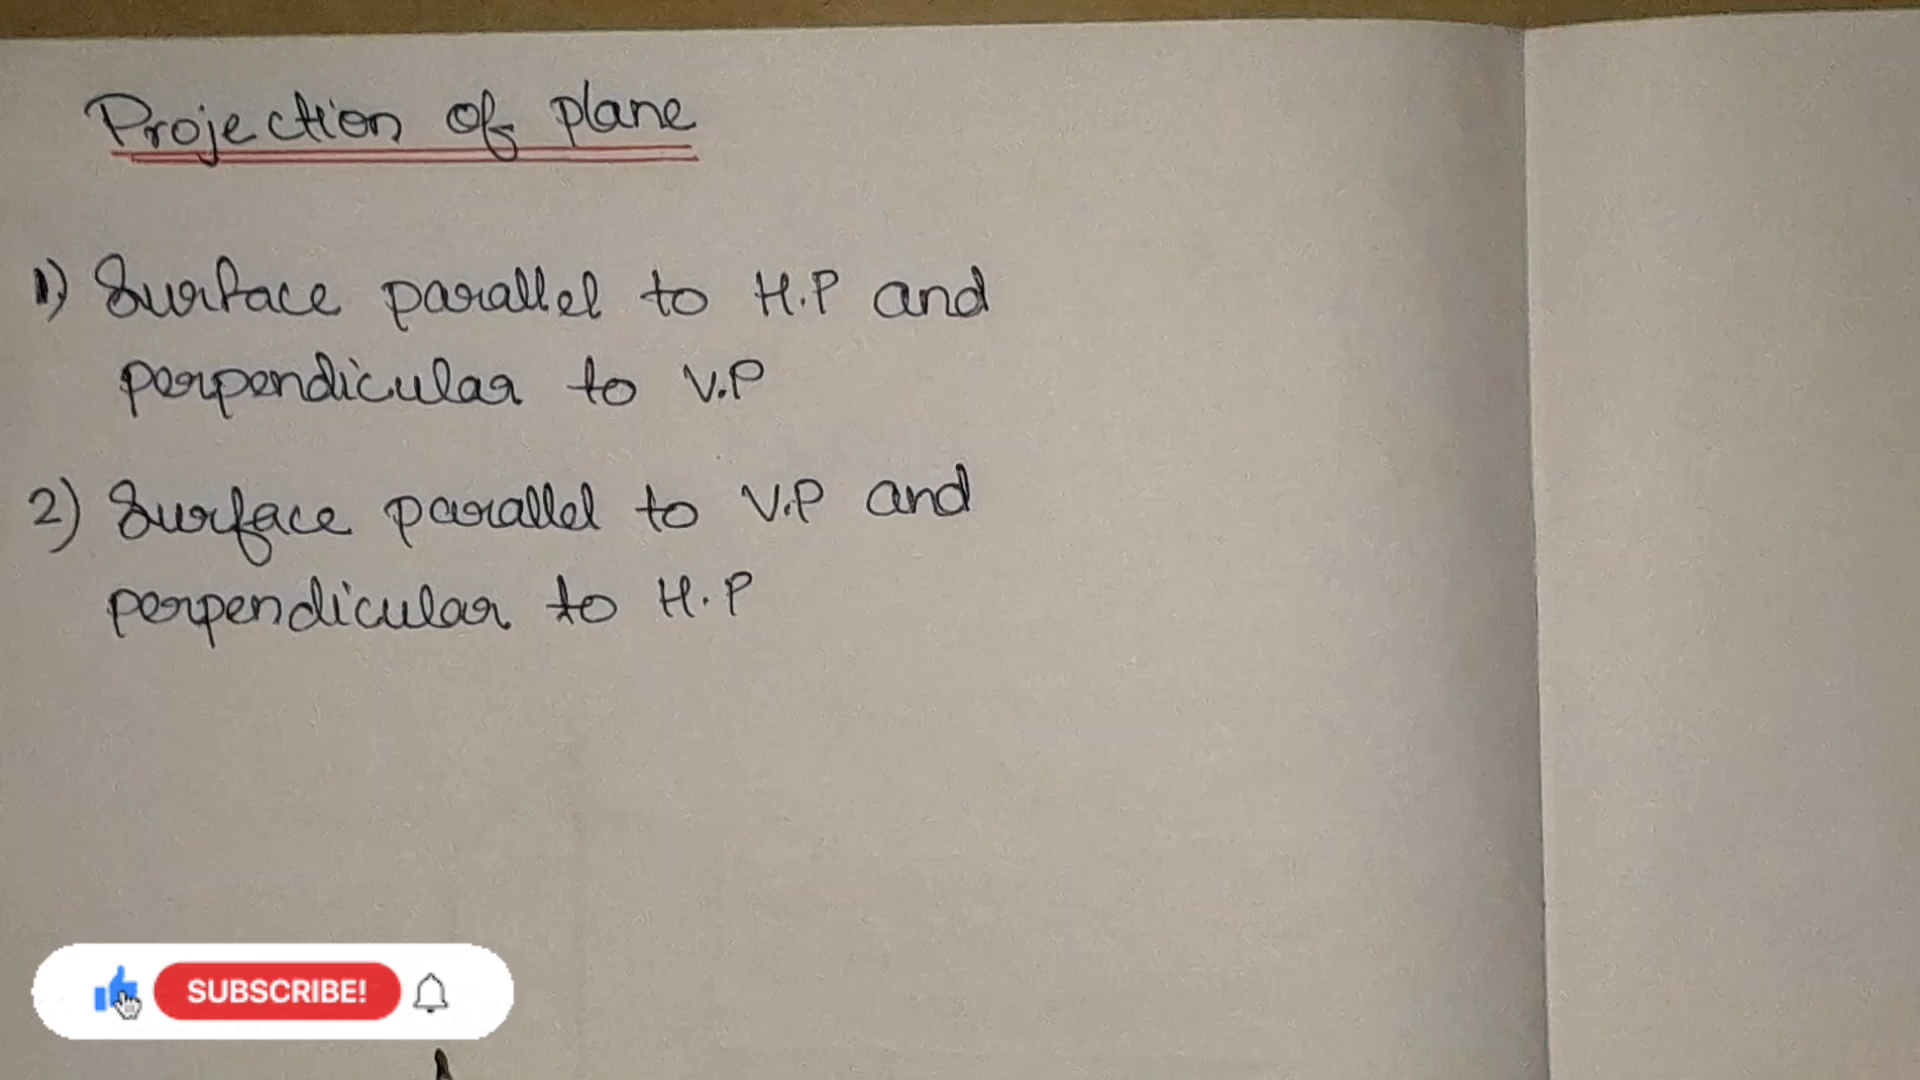 Projection of plane
1) Surface parallel to H.P and
perpendicular to V.P
2) Surface parallel to V.P and
perpendicular to H.P
SUBSCRIBE!